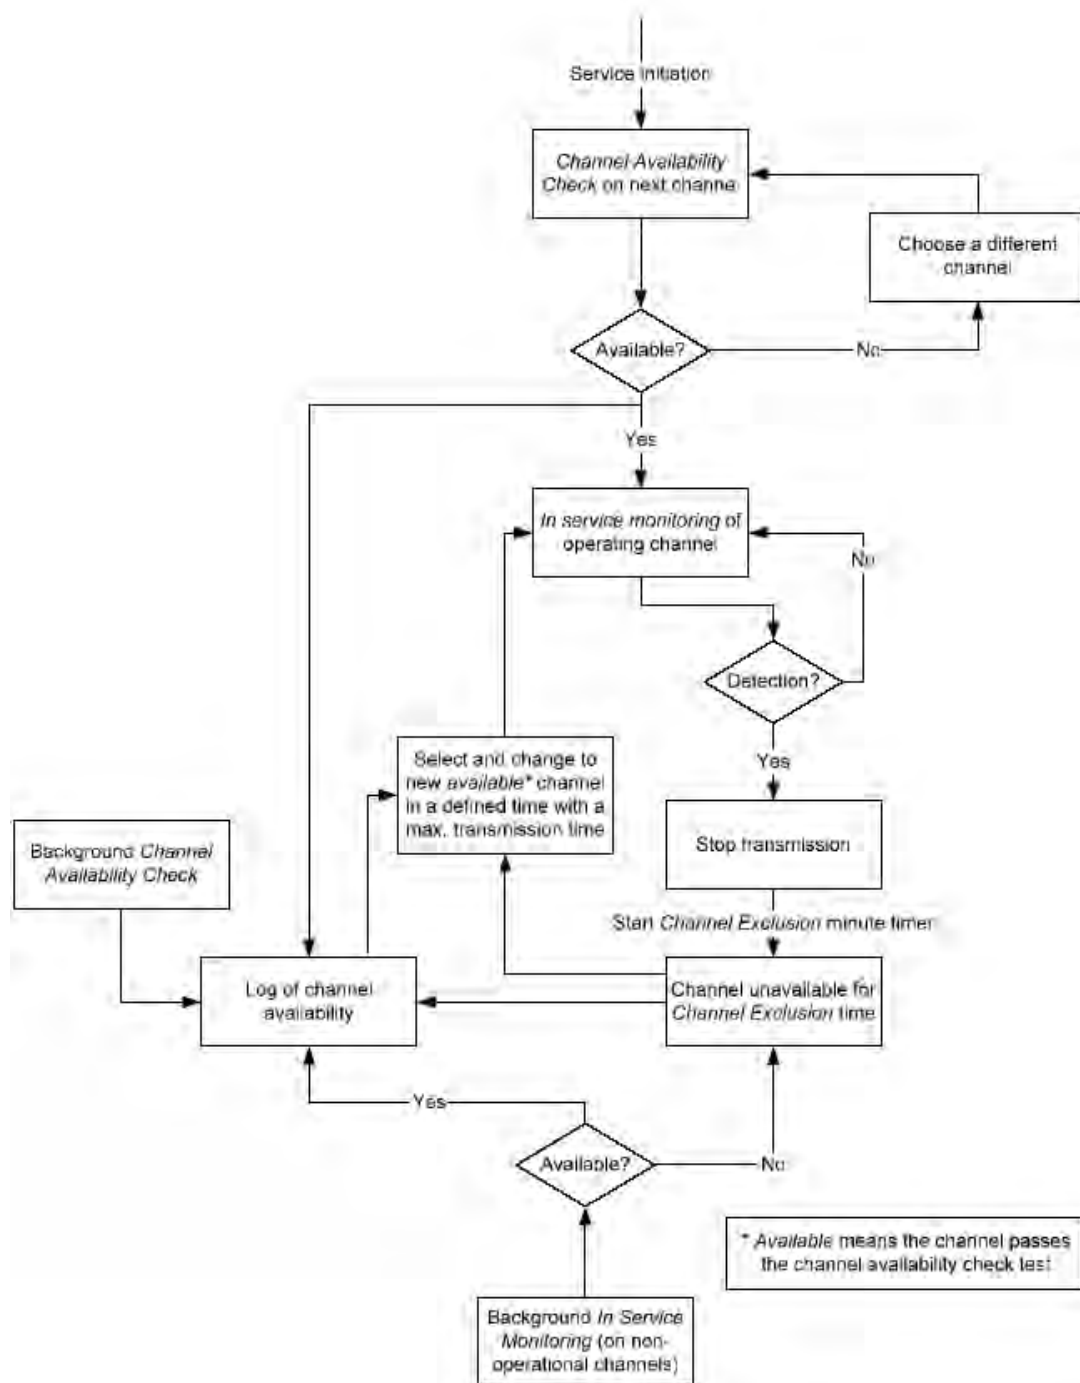 Service initiation
Channel Availability
Check on next channel
Choose a different
channel
Available?
No
Yes
In service monitoring of
operating channel
No
Detection?
Select and change to
new available* channel
in a defined time with a
max. transmission time
Yes
Stop transmission
Background Channel
Availability Check
Start Channel Exclusion minute timer
Log of channel
availability
Channel unavailable for
Channel Exclusion time
Yes
Available?
No
* Available means the channel passes
the channel availability check test
Background In Service
Monitoring (on non-
operational channels)